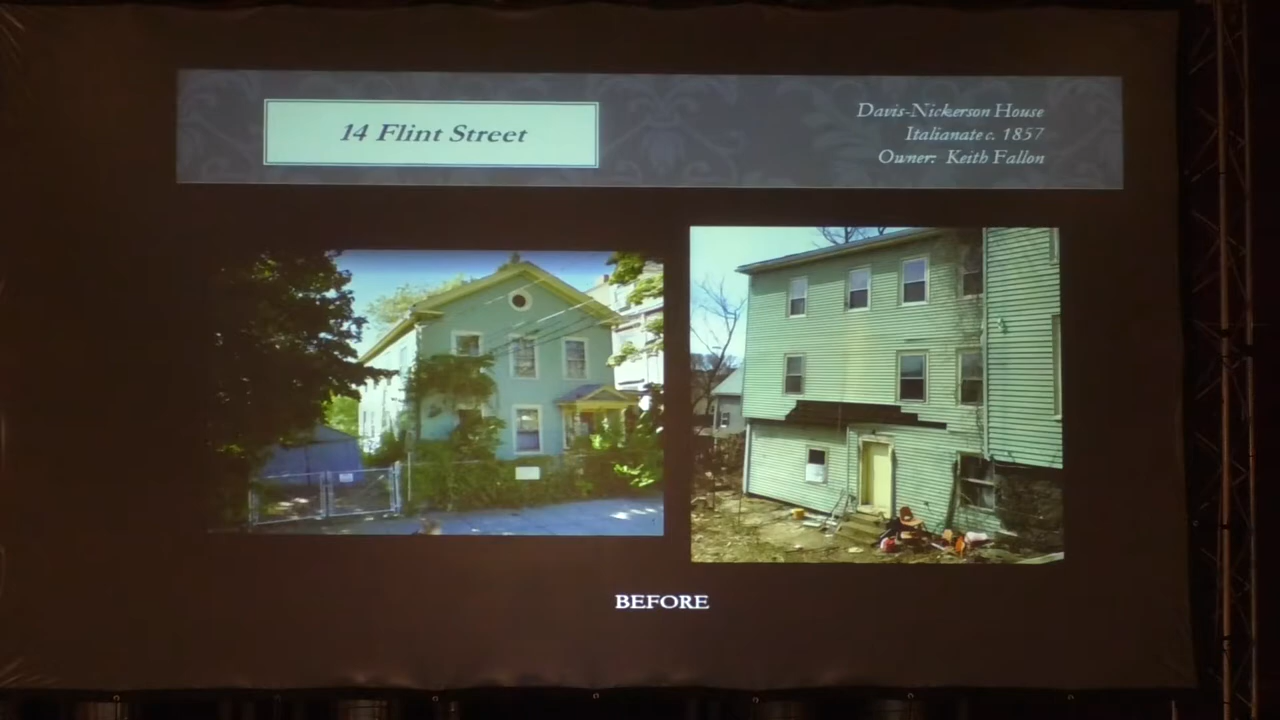 14 Flint Street
Davis-Nickerson House
Italianate c. 1857
Owner: Keith Fallon
BEFORE